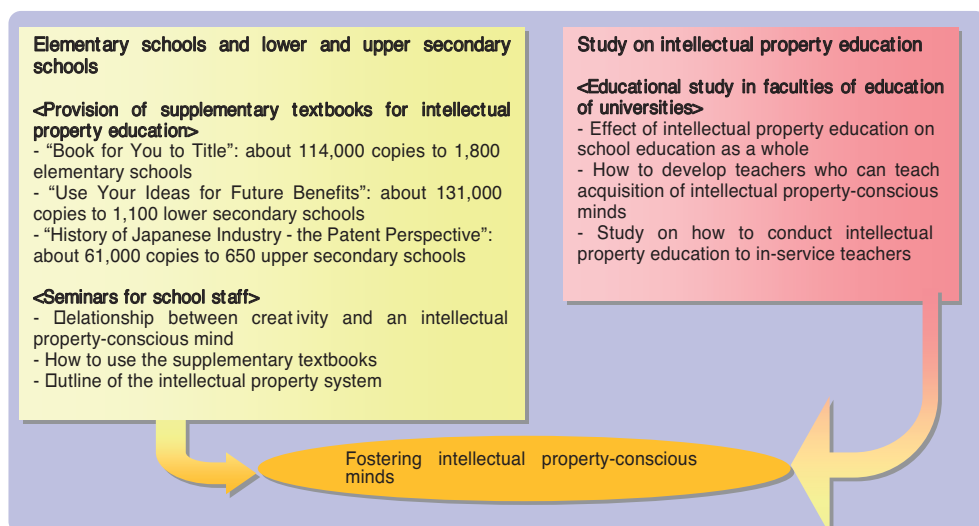 Elementary schools and lower and upper secondary
schools
<Provision of supplementary textbooks for intellectual
property education>
- “Book for You to Title”: about 114,000 copies to 1,800
elementary schools
- “Use Your Ideas for Future Benefits”: about 131,000
copies to 1,100 lower secondary schools
- “History of Japanese Industry - the Patent Perspective”:
about 61,000 copies to 650 upper secondary schools
<Seminars for school staff>
- □elationship between creativity and an intellectual
property-conscious mind
- How to use the supplementary textbooks
- □utline of the intellectual property system
Study on intellectual property education
<Educational study in faculties of education
of universities>
- Effect of intellectual property education on
school education as a whole
- How to develop teachers who can teach
acquisition of intellectual property-conscious
minds
- Study on how to conduct intellectual
property education to in-service teachers
Fostering intellectual property-conscious
minds